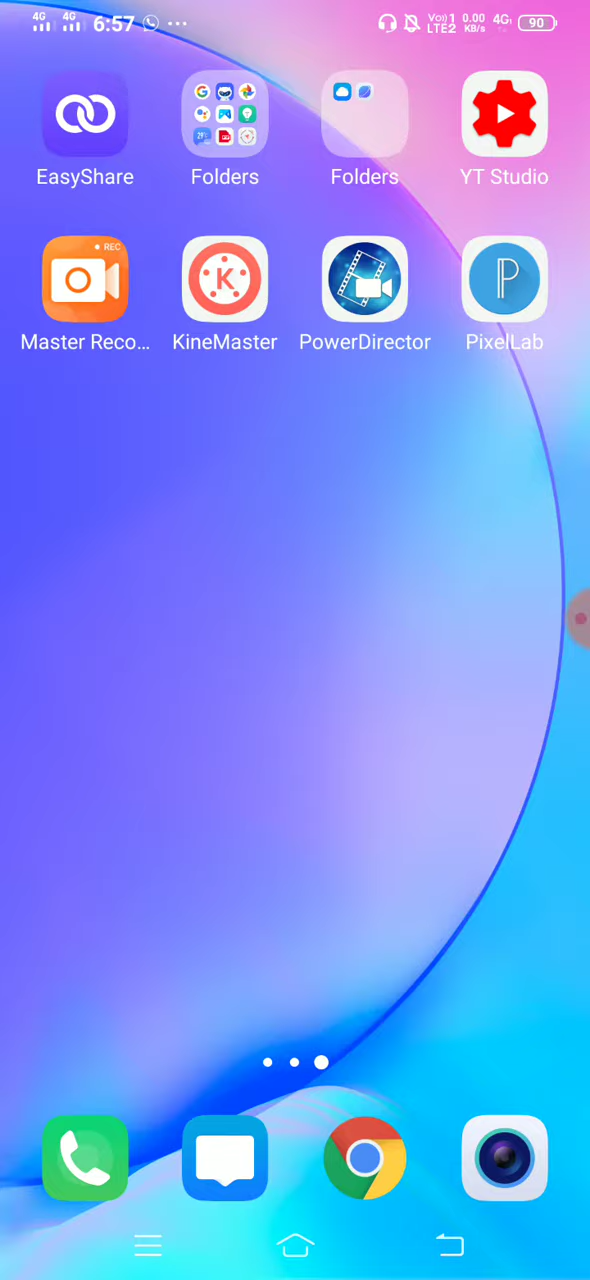 4G 4G 6:57 ... Vo)) 1 LTE2 0.00 KB/s 4G 90
EasyShare
Folders
Folders
YT Studio
REC
Master Reco...
KineMaster
PowerDirector
PixelLab